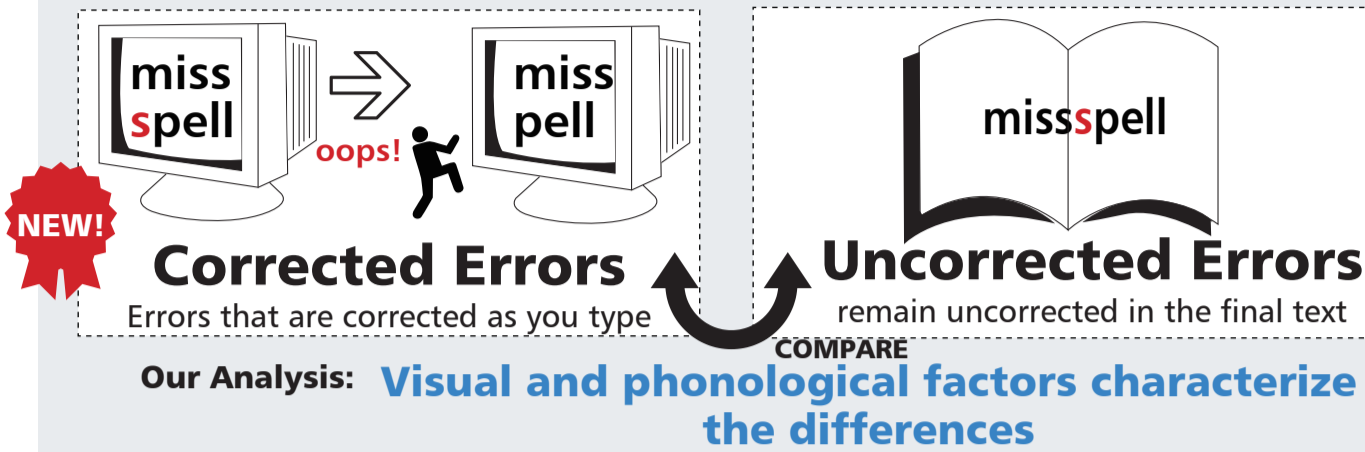 miss
spell
oops!
miss
pell
missspell
NEW!
Corrected Errors
Errors that are corrected as you type
Uncorrected Errors
remain uncorrected in the final text
COMPARE
Our Analysis: Visual and phonological factors characterize
the differences